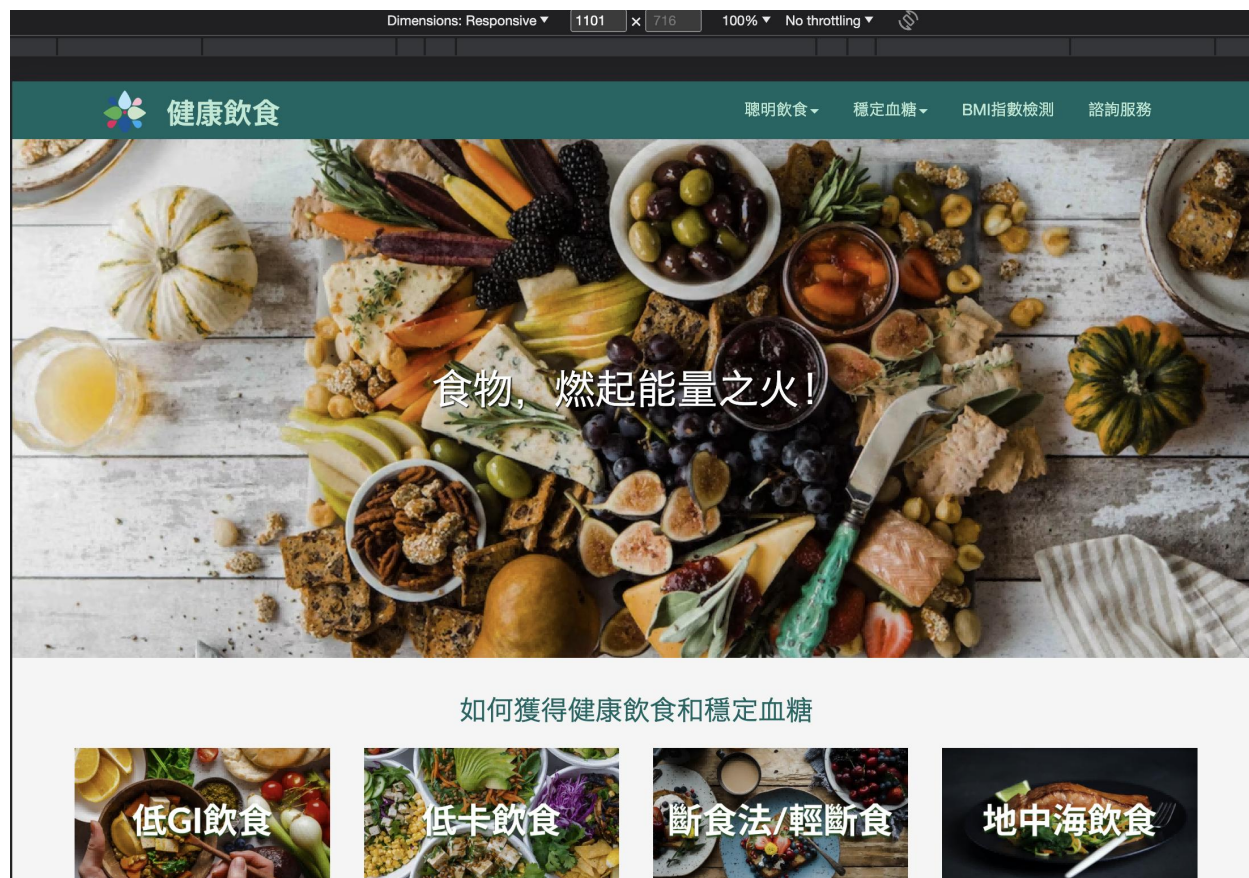 Dimensions: Responsive ▼ 1101 × 716 100% ▼ No throttling ▼
健康飲食 聰明飲食 穩定血糖 BMI指數檢測 諮詢服務
食物，燃起能量之火！
如何獲得健康飲食和穩定血糖
低GI飲食 低卡飲食 斷食法/輕斷食 地中海飲食